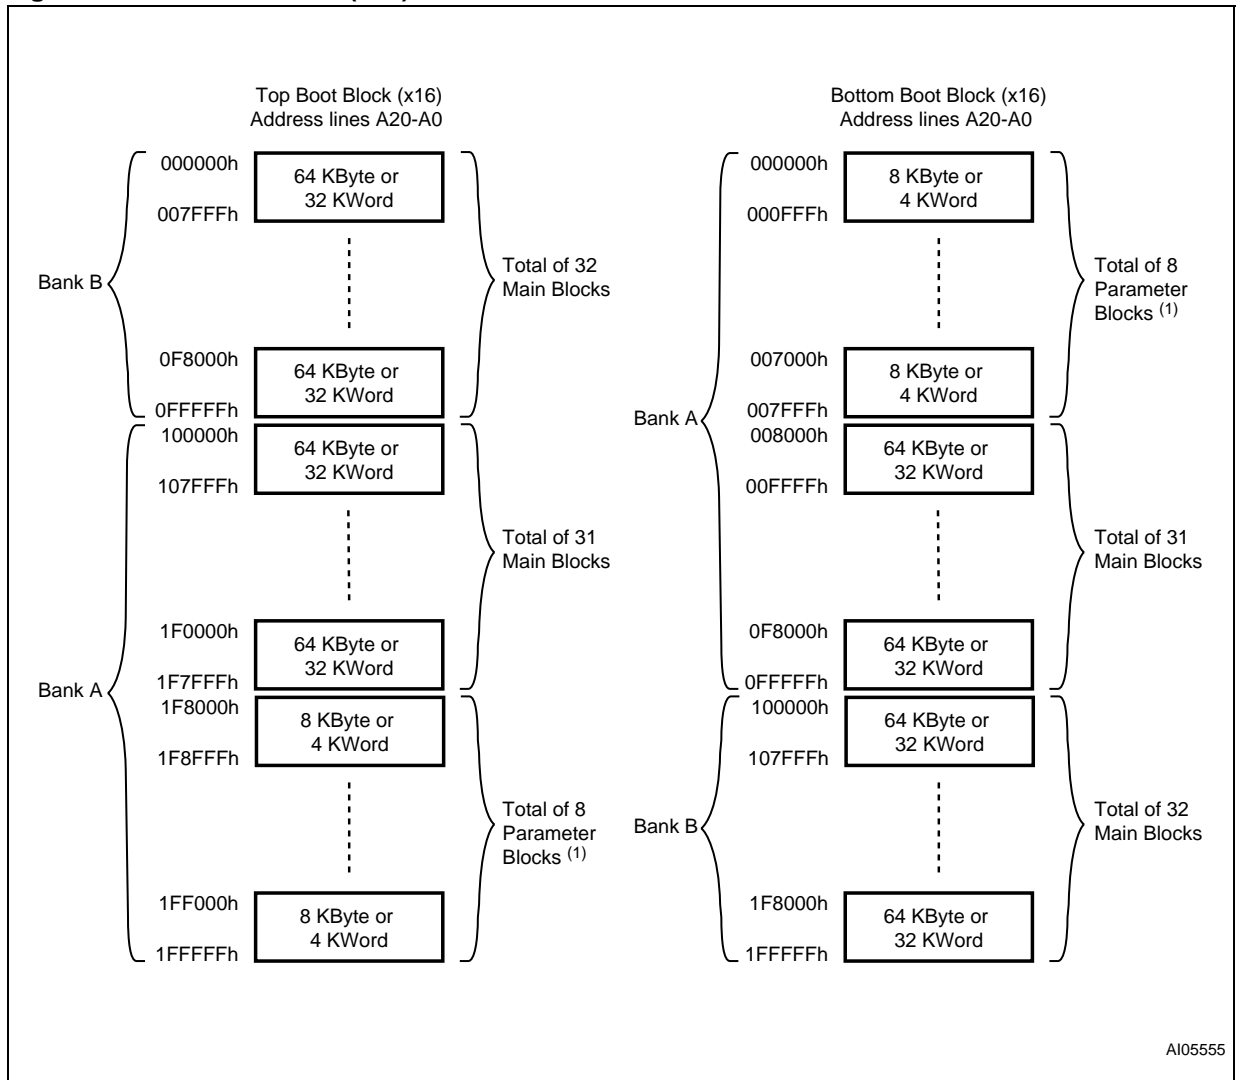 Top Boot Block (x16)
Address lines A20-A0
000000h
64 KByte or
32 KWord
007FFFh
Bank B
Total of 32
Main Blocks
0F8000h
64 KByte or
32 KWord
0FFFFFh
100000h
64 KByte or
32 KWord
107FFFh
Total of 31
Main Blocks
1F0000h
64 KByte or
32 KWord
1F7FFFh
Bank A
1F8000h
8 KByte or
4 KWord
1F8FFFh
Total of 8
Parameter
Blocks (1)
1FF000h
8 KByte or
4 KWord
1FFFFFh
Bottom Boot Block (x16)
Address lines A20-A0
000000h
8 KByte or
4 KWord
000FFFh
Total of 8
Parameter
Blocks (1)
007000h
8 KByte or
4 KWord
007FFFh
Bank A
008000h
64 KByte or
32 KWord
00FFFFh
Total of 31
Main Blocks
0F8000h
64 KByte or
32 KWord
0FFFFFh
100000h
64 KByte or
32 KWord
107FFFh
Bank B
Total of 32
Main Blocks
1F8000h
64 KByte or
32 KWord
1FFFFFh
AI05555